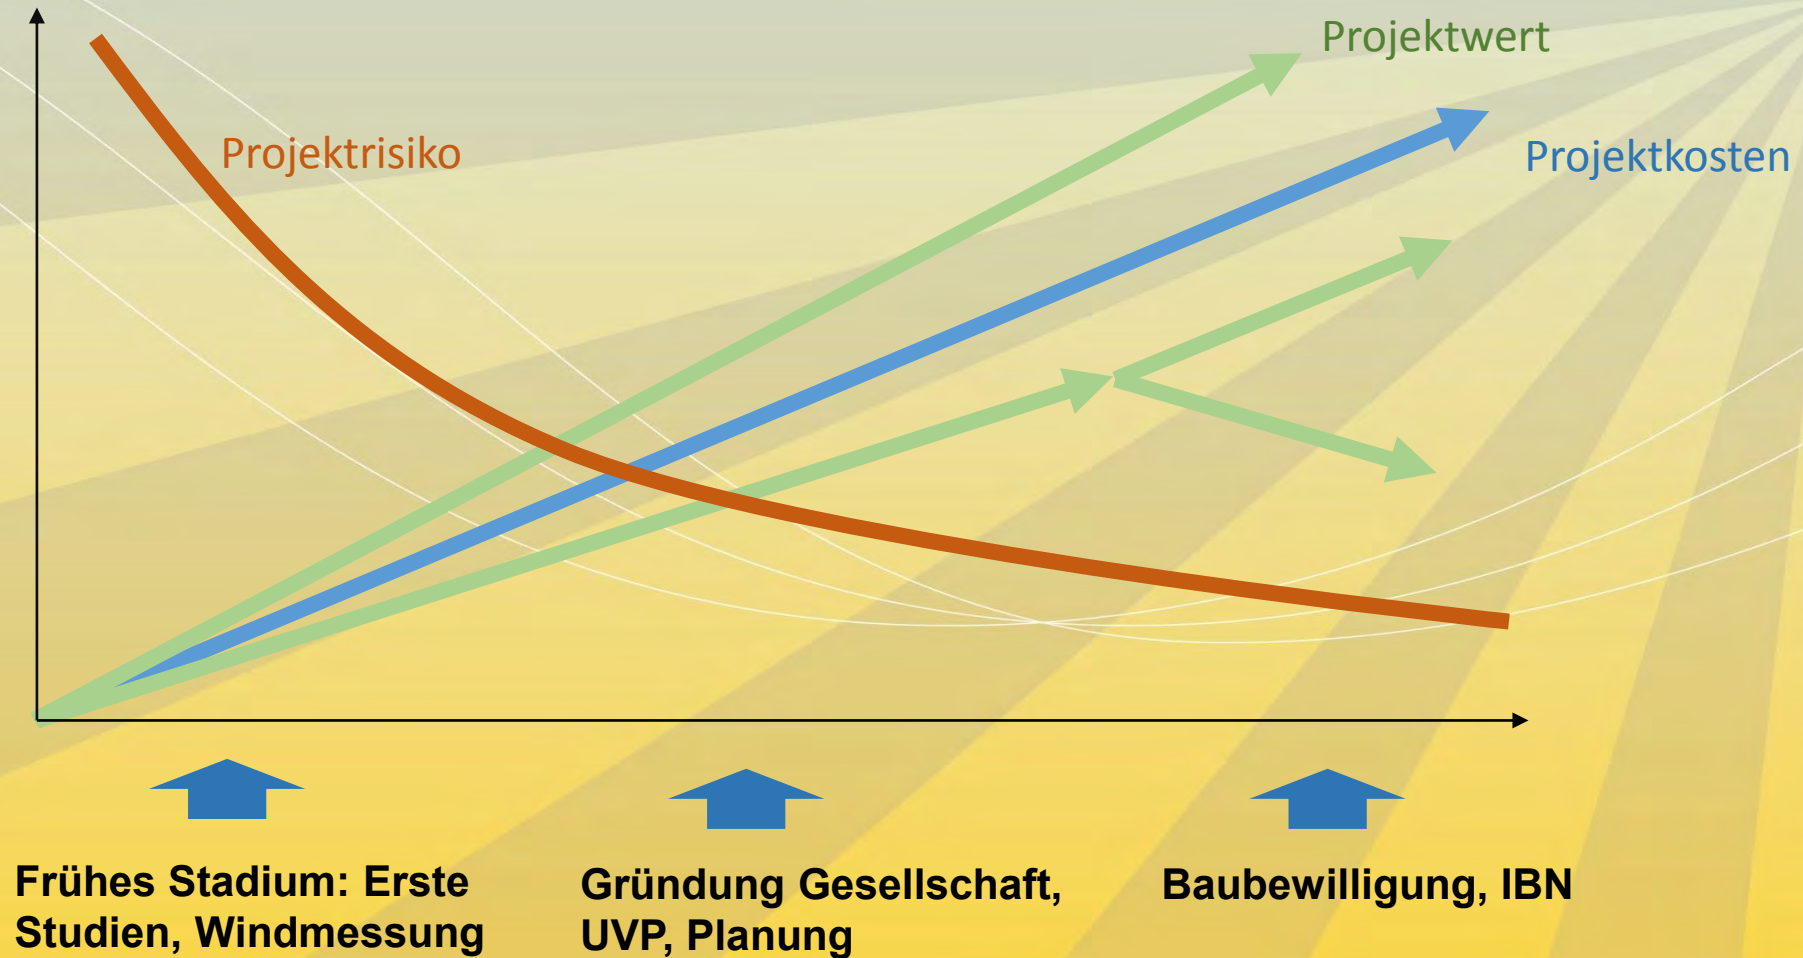 Projektwert
Projektrisiko
Projektkosten
Frühes Stadium: Erste
Studien, Windmessung
Gründung Gesellschaft,
UVP, Planung
Baubewilligung, IBN